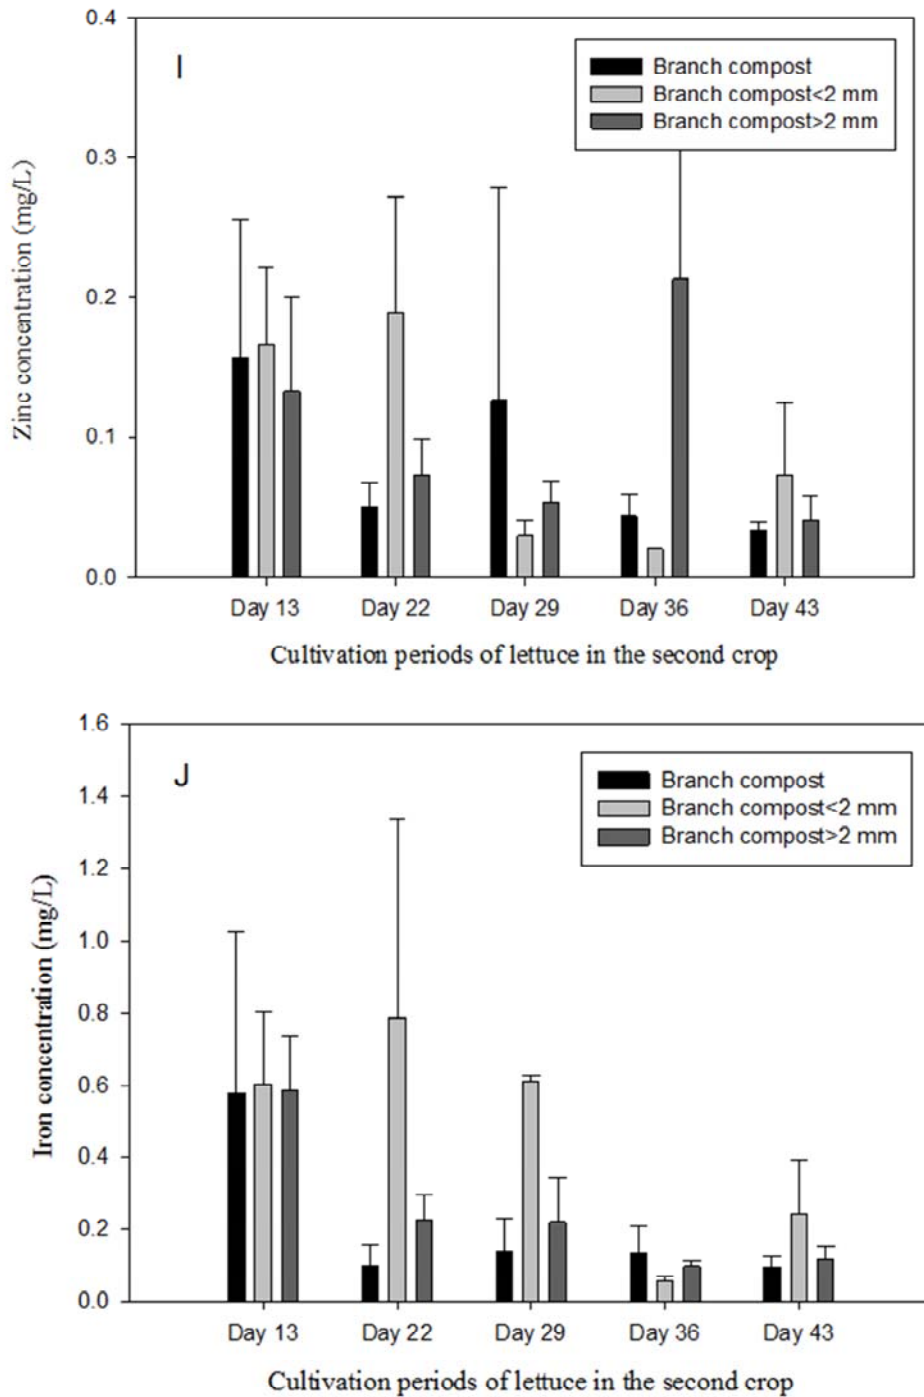 0.4
I
Branch compost
Branch compost<2 mm
Branch compost>2 mm
0.3
Zinc concentration (mg/L)
0.2
0.1
0.0
Day 13 Day 22 Day 29 Day 36 Day 43
Cultivation periods of lettuce in the second crop
1.6
J
Branch compost
Branch compost<2 mm
Branch compost>2 mm
1.4
1.2
1.0
Iron concentration (mg/L)
0.8
0.6
0.4
0.2
0.0
Day 13 Day 22 Day 29 Day 36 Day 43
Cultivation periods of lettuce in the second crop